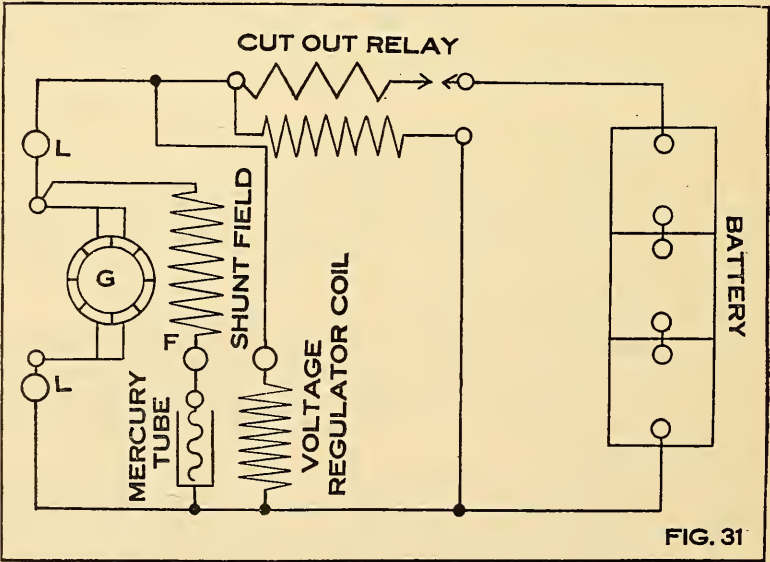 CUT OUT RELAY
L
SHUNT FIELD
BATTERY
G
F
VOLTAGE
REGULATOR COIL
L
MERCURY
TUBE
FIG. 31